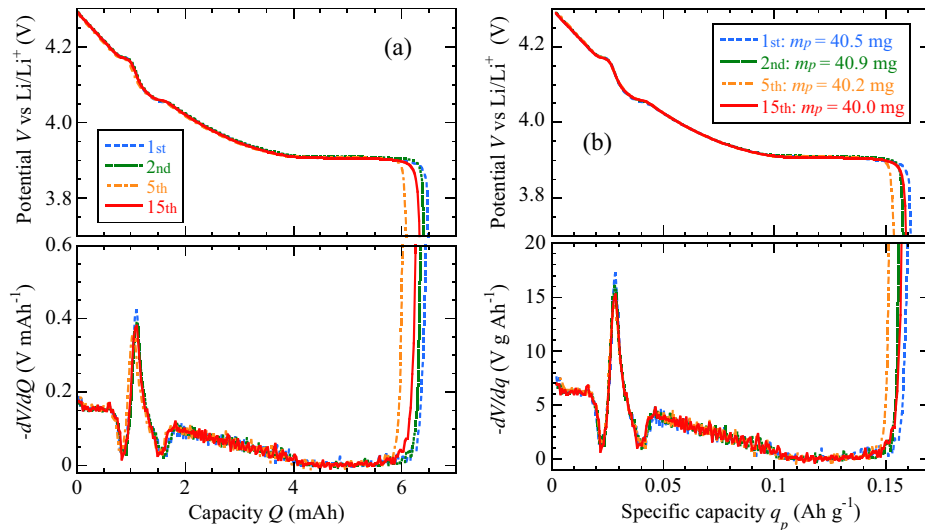 (a)
Potential V vs Li/Li⁺ (V)
4.2
4.0
3.8
1st
2nd
5th
15th
-dV/dQ (V mAh⁻¹)
0.6
0.4
0.2
0
0 2 4 6
Capacity Q (mAh)
(b)
Potential V vs Li/Li⁺ (V)
4.2
4.0
3.8
1st: mₚ = 40.5 mg
2nd: mₚ = 40.9 mg
5th: mₚ = 40.2 mg
15th: mₚ = 40.0 mg
-dV/dq (V g Ah⁻¹)
20
15
10
5
0
0 0.05 0.1 0.15
Specific capacity qₚ (Ah g⁻¹)